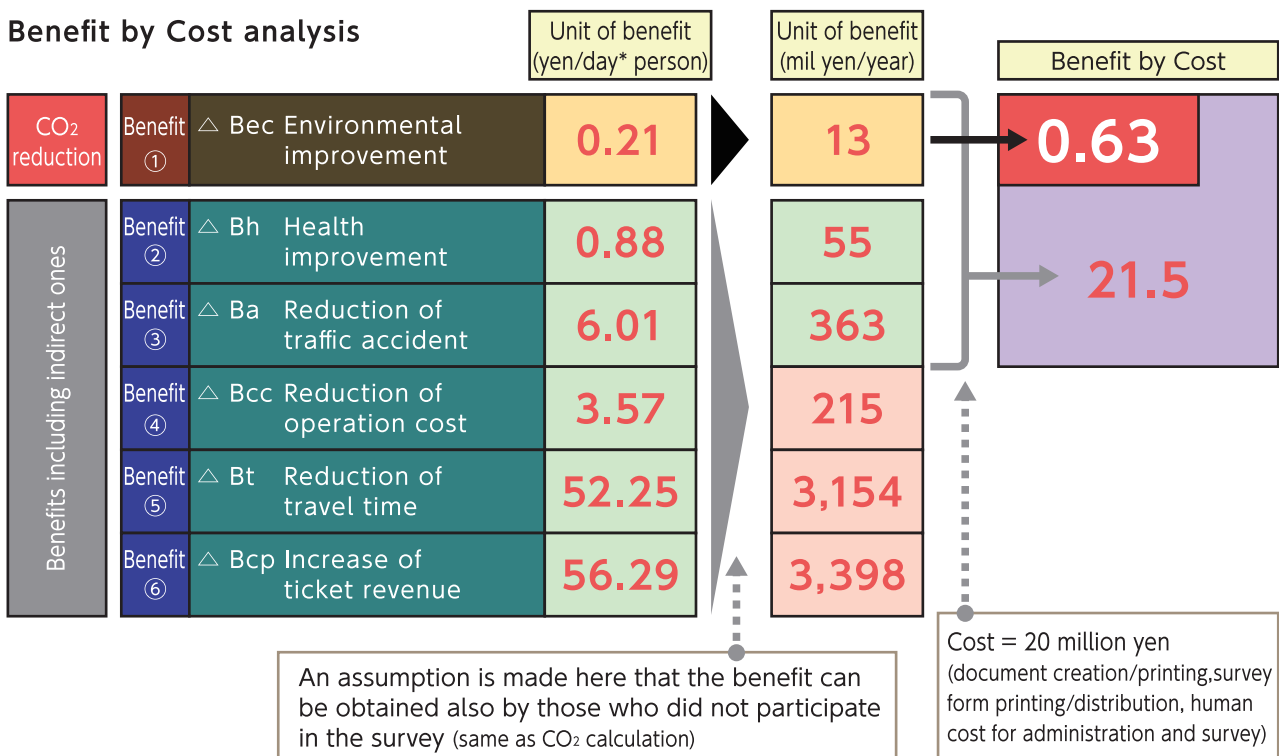 Benefit by Cost analysis
Unit of benefit
(yen/day* person)
Unit of benefit
(mil yen/year)
Benefit by Cost
CO₂
reduction
Benefit
①
△ Bec Environmental
improvement
0.21
13
0.63
Benefits including indirect ones
Benefit
②
△ Bh Health
improvement
0.88
55
21.5
Benefit
③
△ Ba Reduction of
traffic accident
6.01
363
Benefit
④
△ Bcc Reduction of
operation cost
3.57
215
Benefit
⑤
△ Bt Reduction of
travel time
52.25
3,154
Benefit
⑥
△ Bcp Increase of
ticket revenue
56.29
3,398
An assumption is made here that the benefit can
be obtained also by those who did not participate
in the survey (same as CO₂ calculation)
Cost = 20 million yen
(document creation/printing,survey
form printing/distribution, human
cost for administration and survey)